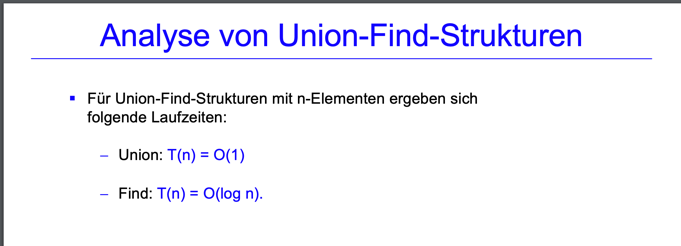 Analyse von Union-Find-Strukturen
▪ Für Union-Find-Strukturen mit n-Elementen ergeben sich
folgende Laufzeiten:
– Union: T(n) = O(1)
– Find: T(n) = O(log n).